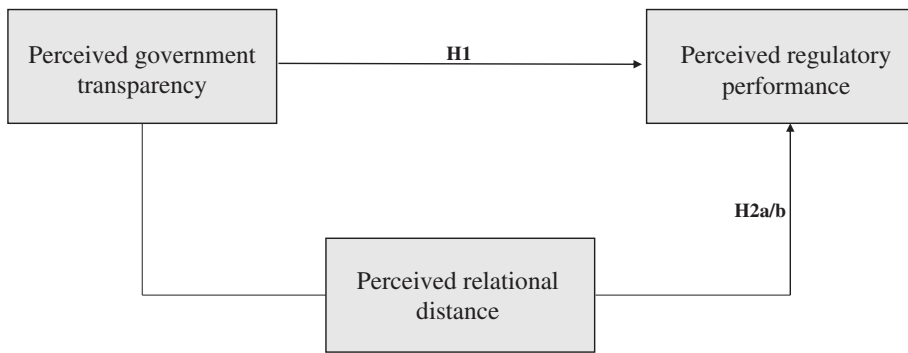 Perceived government
transparency
H1
Perceived regulatory
performance
H2a/b
Perceived relational
distance